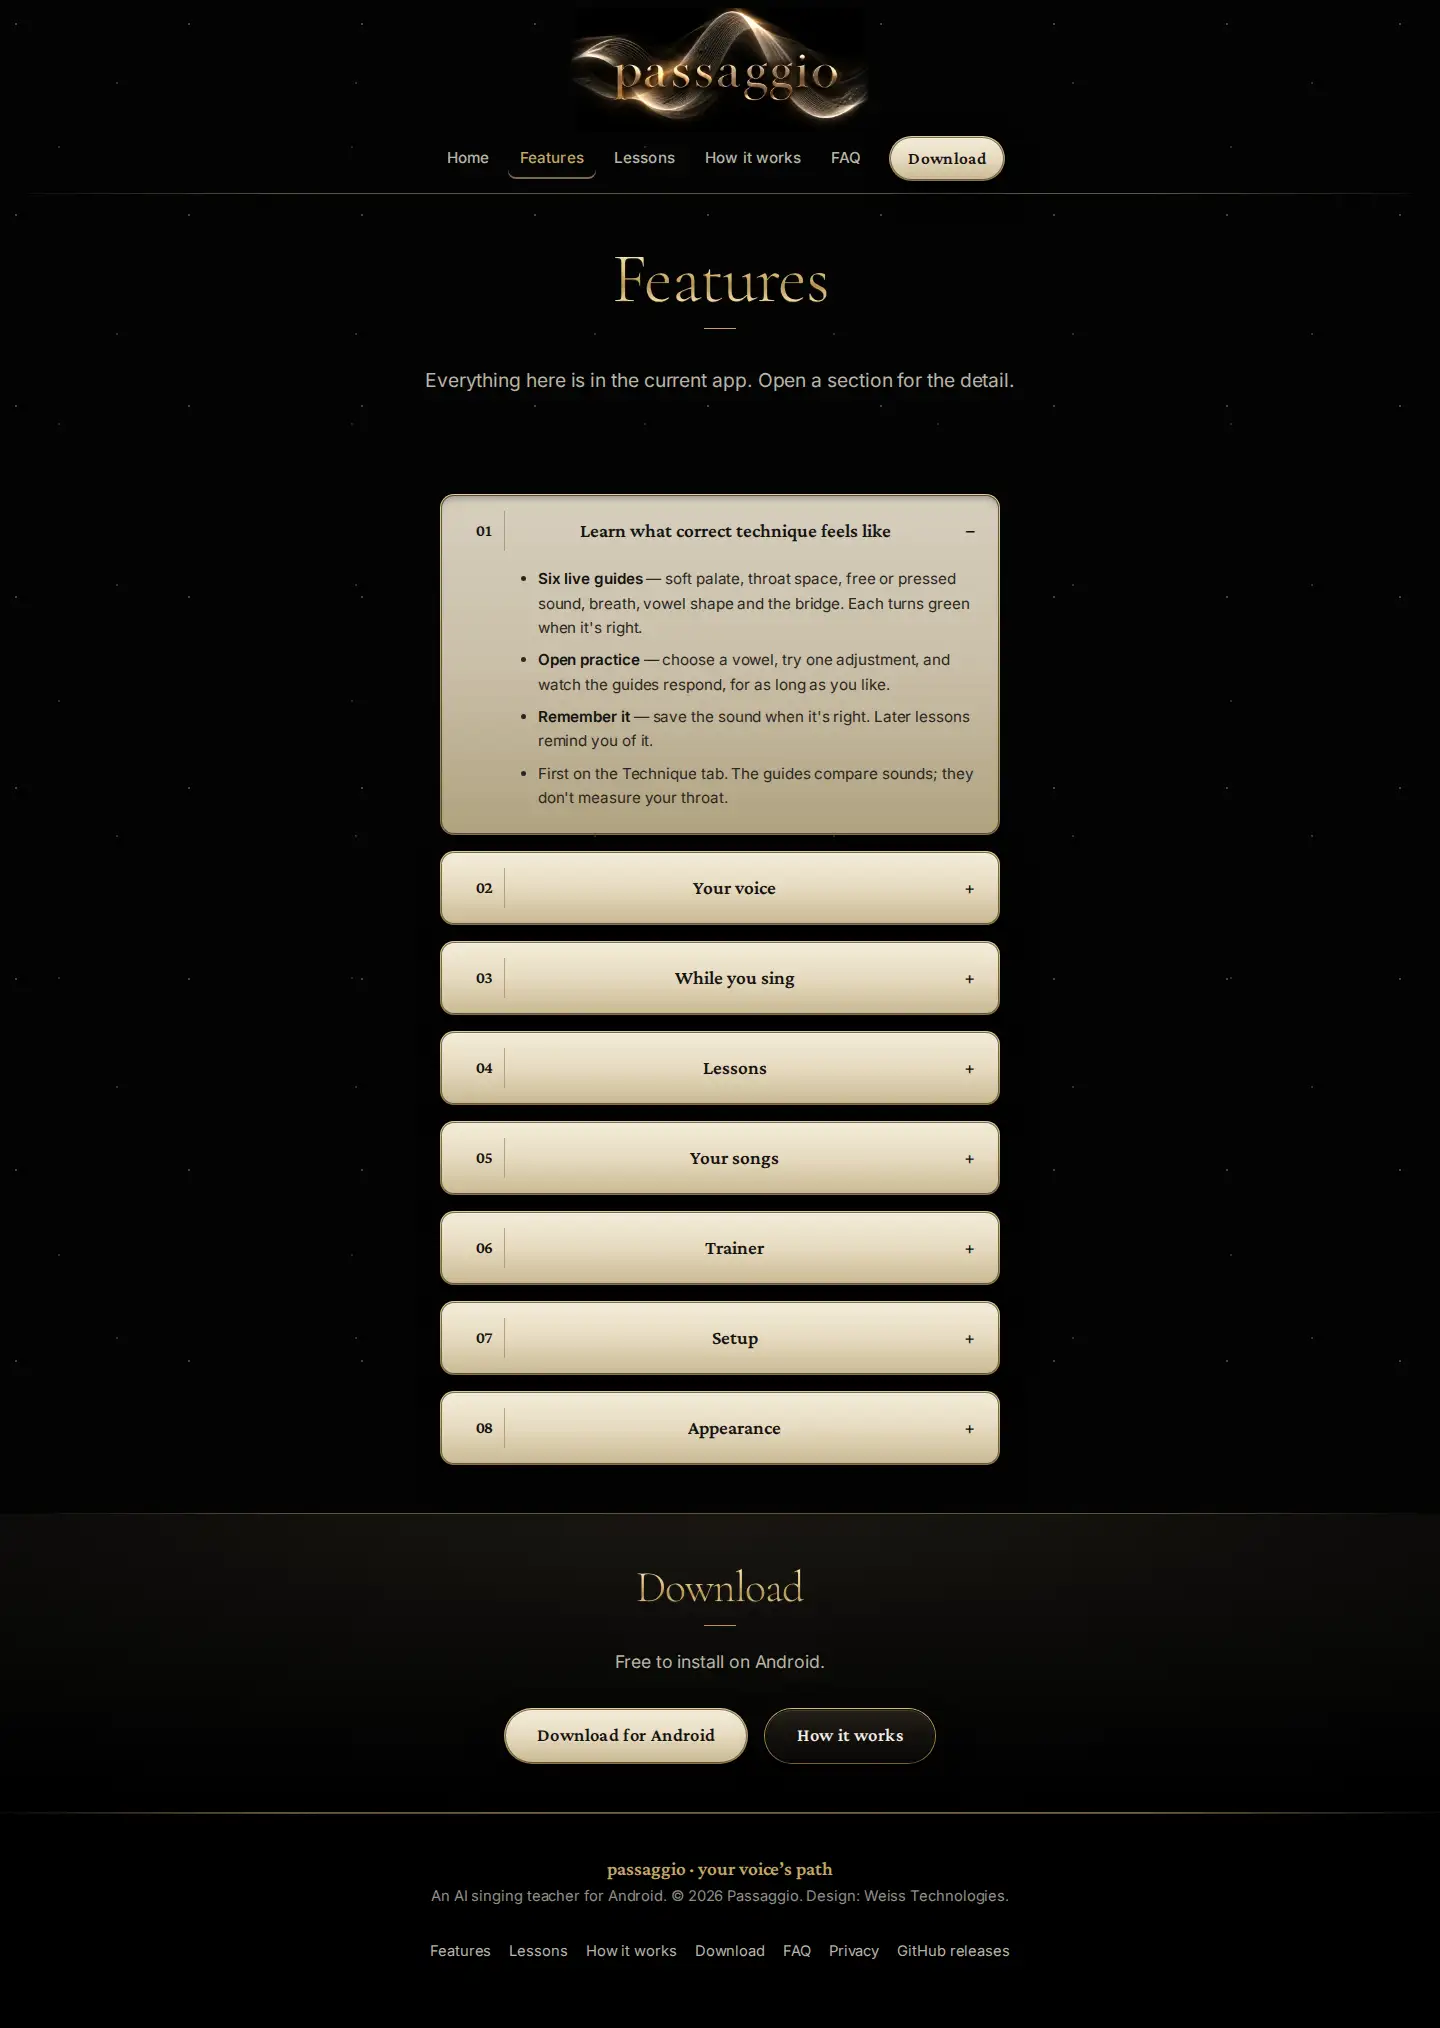 passaggio
Home Features Lessons How it works FAQ Download
Features
Everything here is in the current app. Open a section for the detail.
01 Learn what correct technique feels like −
• Six live guides — soft palate, throat space, free or pressed
sound, breath, vowel shape and the bridge. Each turns green
when it's right.
• Open practice — choose a vowel, try one adjustment, and
watch the guides respond, for as long as you like.
• Remember it — save the sound when it's right. Later lessons
remind you of it.
• First on the Technique tab. The guides compare sounds; they
don't measure your throat.
02 Your voice +
03 While you sing +
04 Lessons +
05 Your songs +
06 Trainer +
07 Setup +
08 Appearance +
Download
Free to install on Android.
Download for Android How it works
passaggio · your voice’s path
An AI singing teacher for Android. © 2026 Passaggio. Design: Weiss Technologies.
Features Lessons How it works Download FAQ Privacy GitHub releases